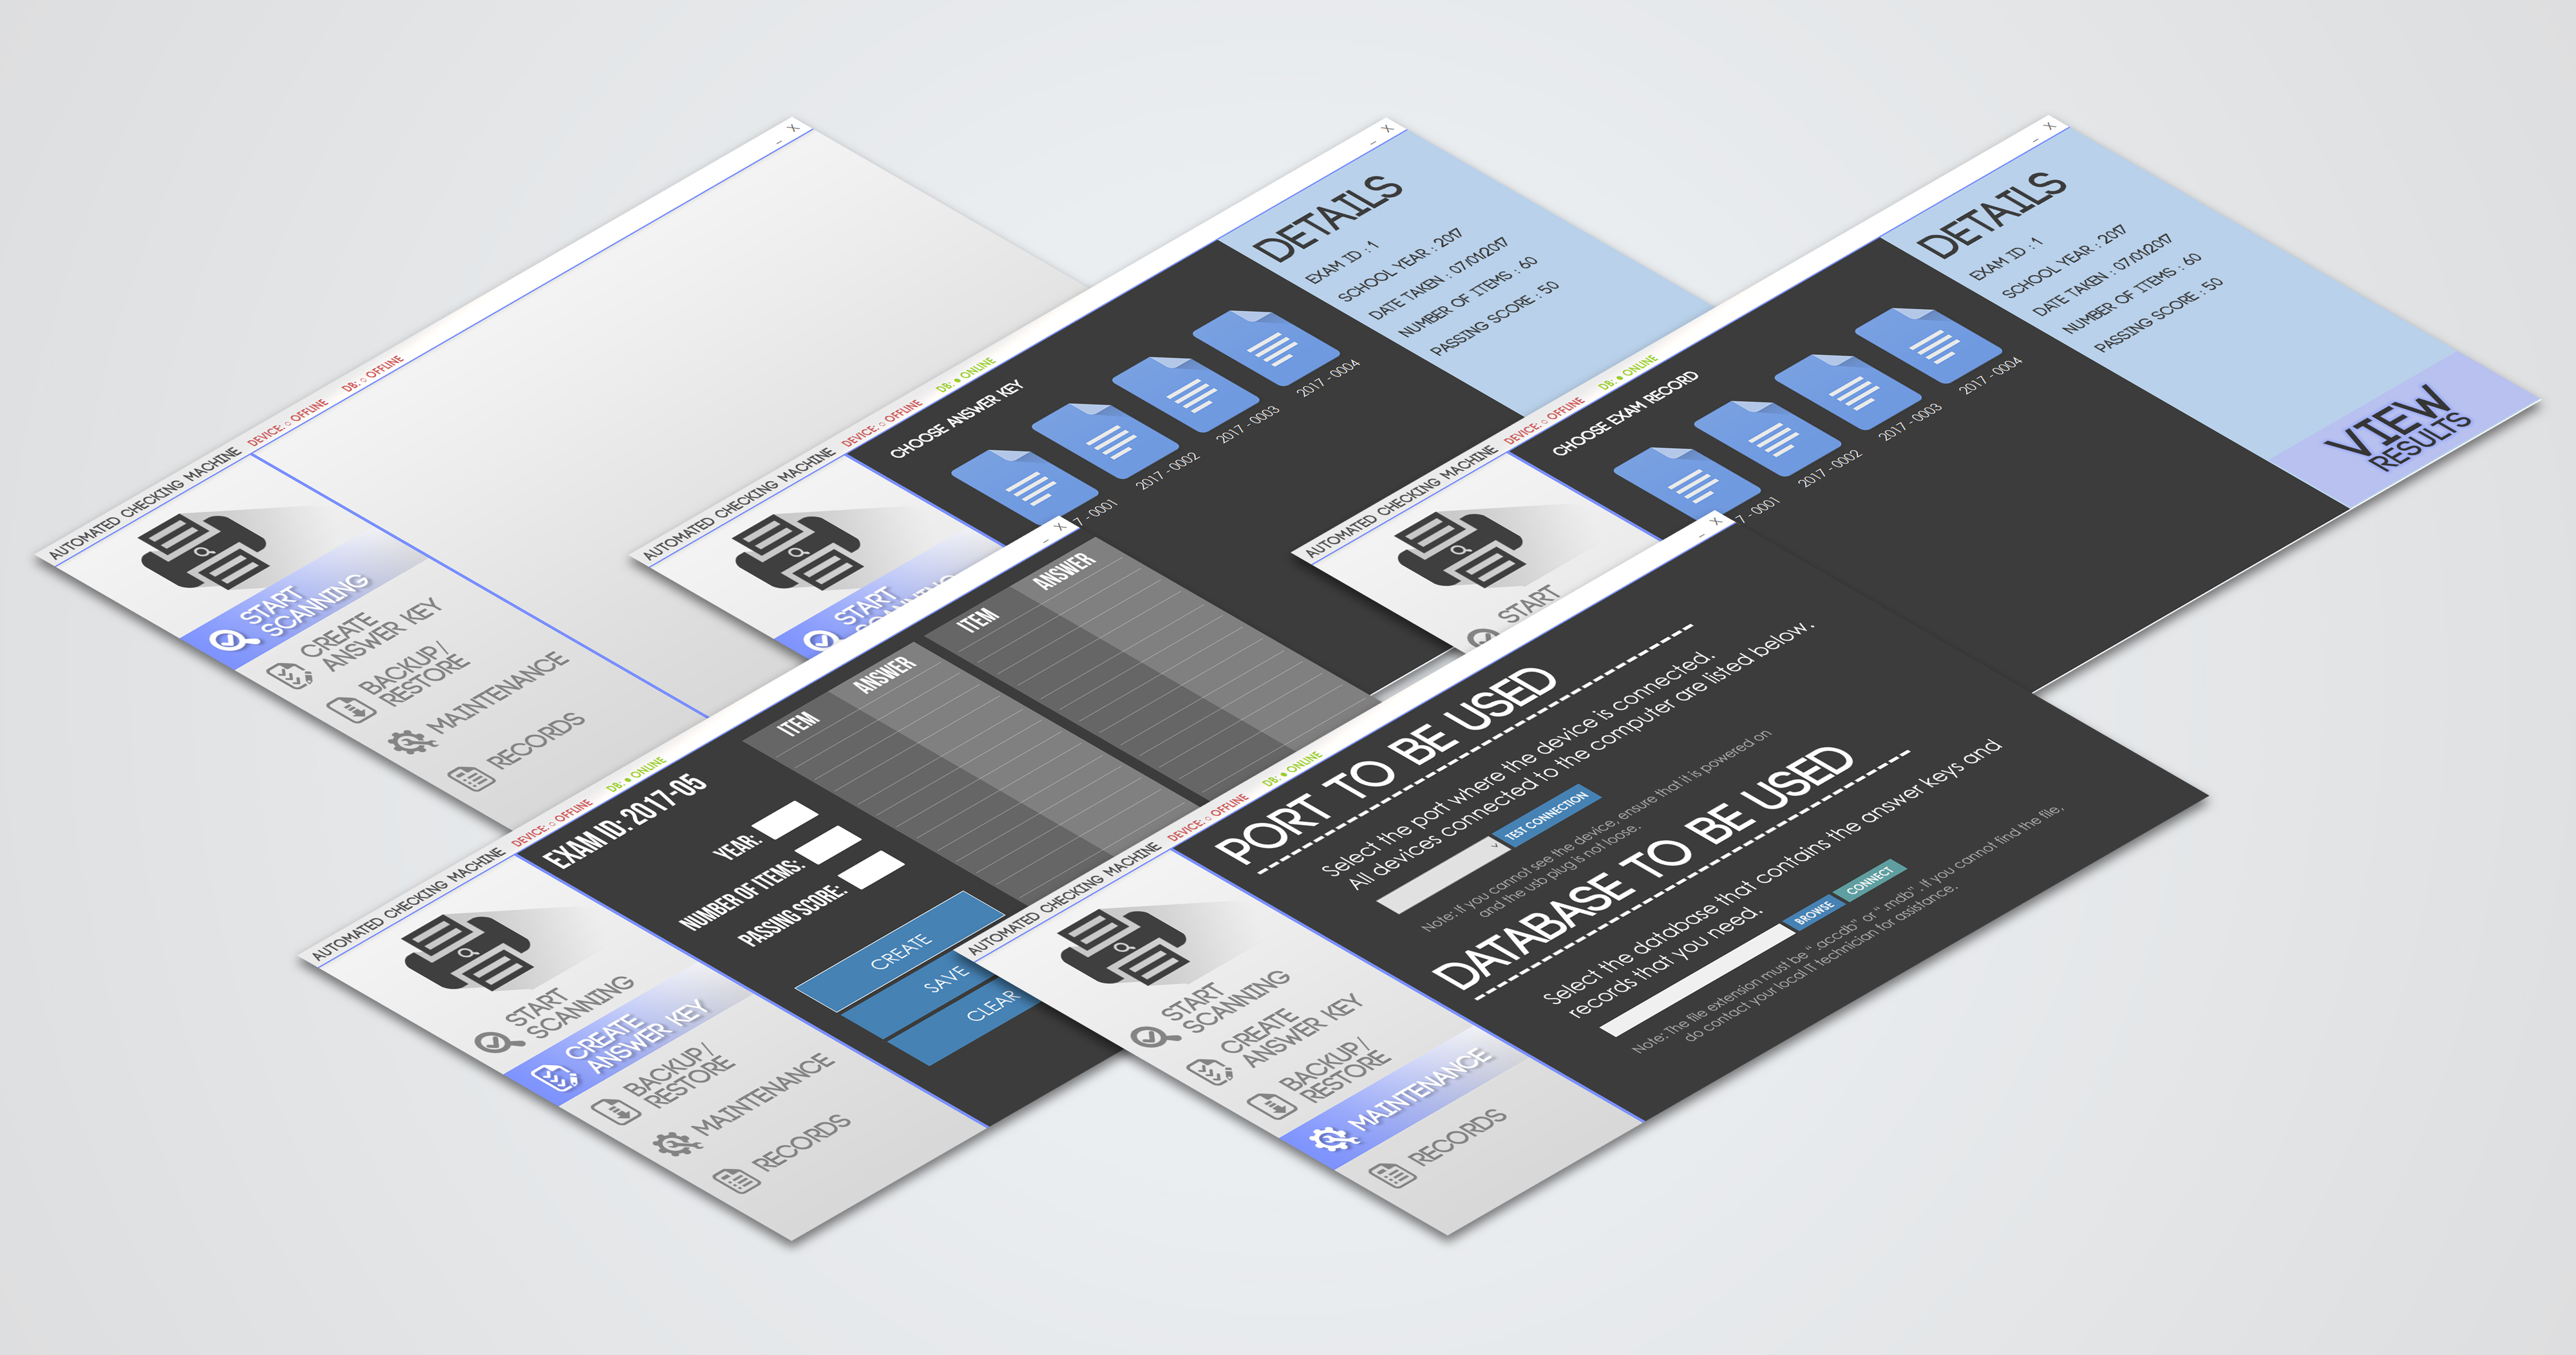 AUTOMATED CHECKING MACHINE
DEVICE: ○ OFFLINE
DB: ○ OFFLINE
_ X
START
SCANNING
CREATE
ANSWER KEY
BACKUP/
RESTORE
MAINTENANCE
RECORDS
AUTOMATED CHECKING MACHINE
DEVICE: ○ OFFLINE
DB: ● ONLINE
_ X
START
CHOOSE ANSWER KEY
7 - 0001
2017 - 0002
2017 - 0003
2017 - 0004
DETAILS
EXAM ID : 1
SCHOOL YEAR : 2017
DATE TAKEN : 07/01/2017
NUMBER OF ITEMS : 60
PASSING SCORE : 50
AUTOMATED CHECKING MACHINE
DEVICE: ○ OFFLINE
DB: ● ONLINE
_ X
START
CHOOSE EXAM RECORD
7 - 0001
2017 - 0002
2017 - 0003
2017 - 0004
DETAILS
EXAM ID : 1
SCHOOL YEAR : 2017
DATE TAKEN : 07/01/2017
NUMBER OF ITEMS : 60
PASSING SCORE : 50
VIEW
RESULTS
AUTOMATED CHECKING MACHINE
DEVICE: ○ OFFLINE
DB: ● ONLINE
_ X
START
SCANNING
CREATE
ANSWER KEY
BACKUP/
RESTORE
MAINTENANCE
RECORDS
EXAM ID: 2017-05
YEAR:
NUMBER OF ITEMS:
PASSING SCORE:
CREATE
SAVE
CLEAR
ITEM ANSWER
ITEM ANSWER
AUTOMATED CHECKING MACHINE
DEVICE: ○ OFFLINE
DB: ● ONLINE
_ X
START
SCANNING
CREATE
ANSWER KEY
BACKUP/
RESTORE
MAINTENANCE
RECORDS
PORT TO BE USED
Select the port where the device is connected.
All devices connected to the computer are listed below.
TEST CONNECTION
Note: If you cannot see the device, ensure that it is powered on
and the usb plug is not loose.
DATABASE TO BE USED
Select the database that contains the answer keys and
records that you need.
BROWSE
CONNECT
Note: The file extension must be " .accdb" or " .mdb" . If you cannot find the file,
do contact your local IT technician for assistance.